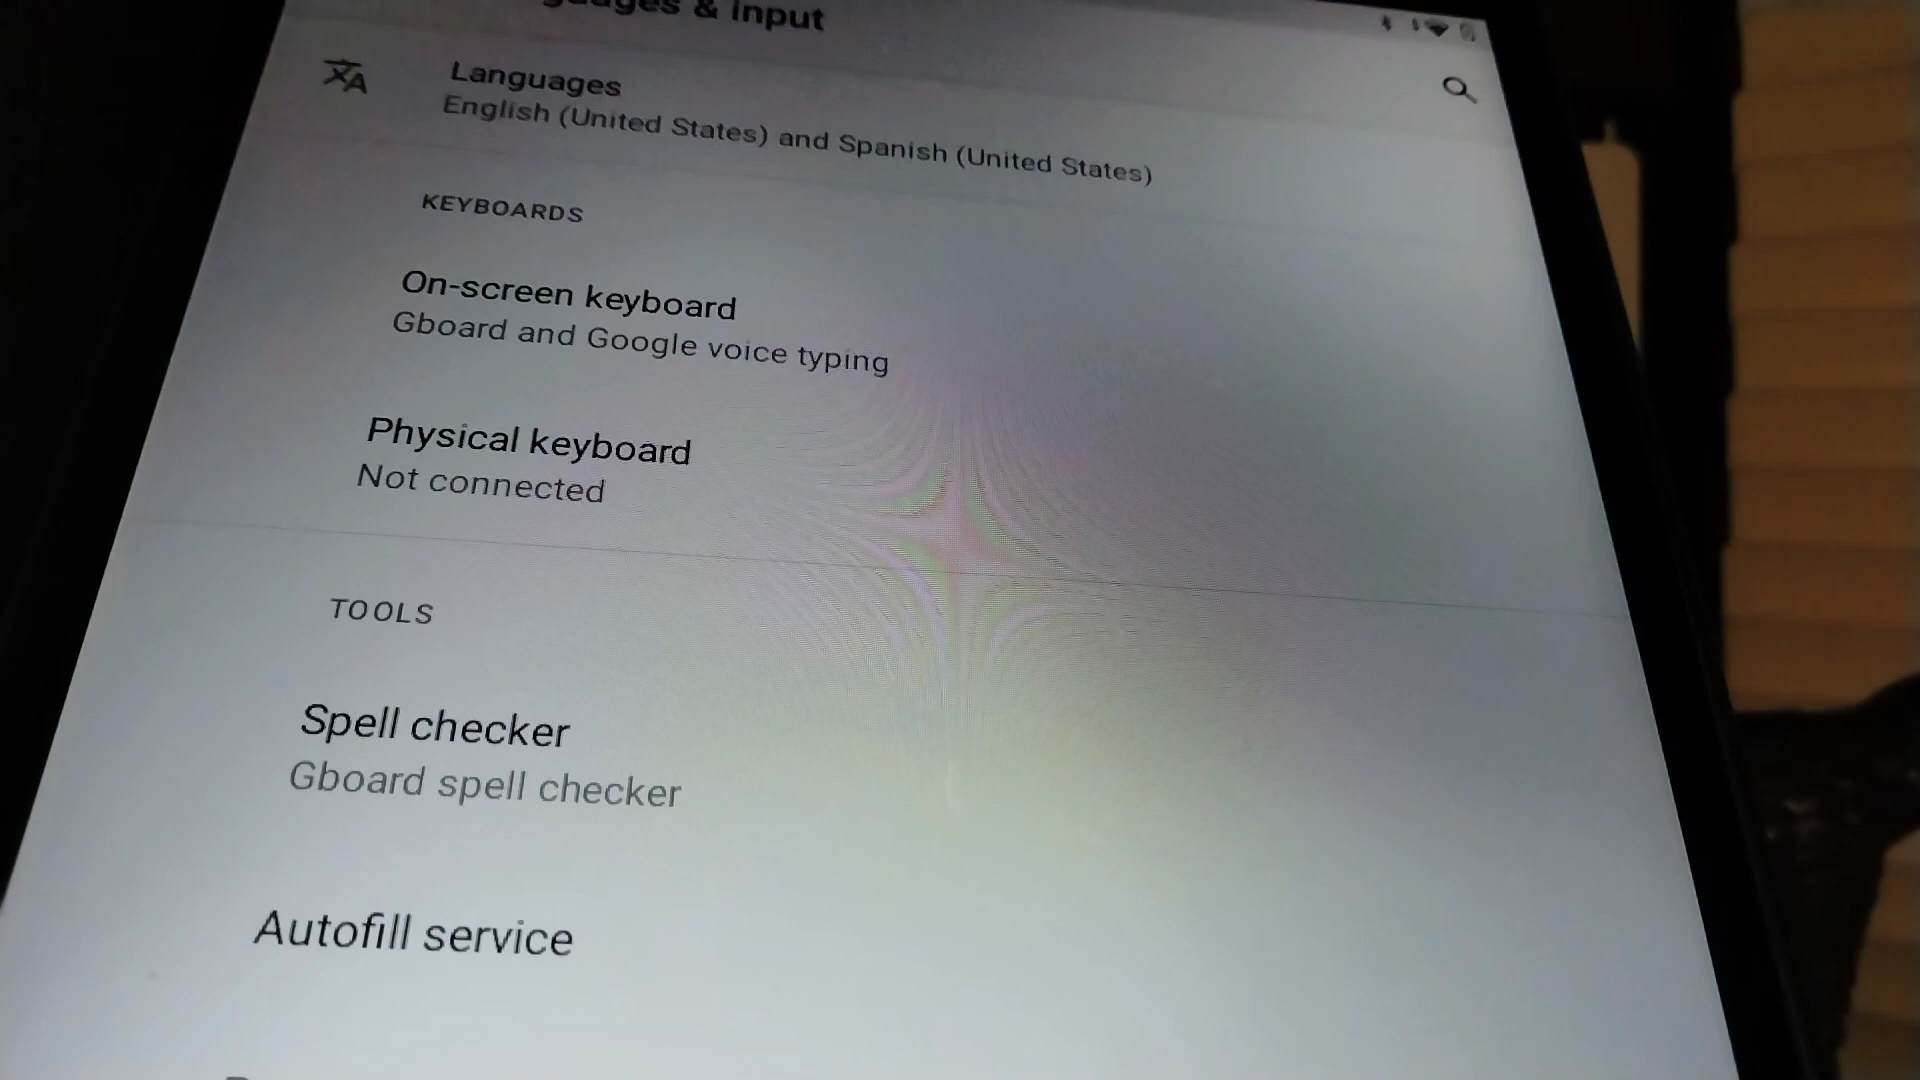 & input
Languages
English (United States) and Spanish (United States)
KEYBOARDS
On-screen keyboard
Gboard and Google voice typing
Physical keyboard
Not connected
TOOLS
Spell checker
Gboard spell checker
Autofill service